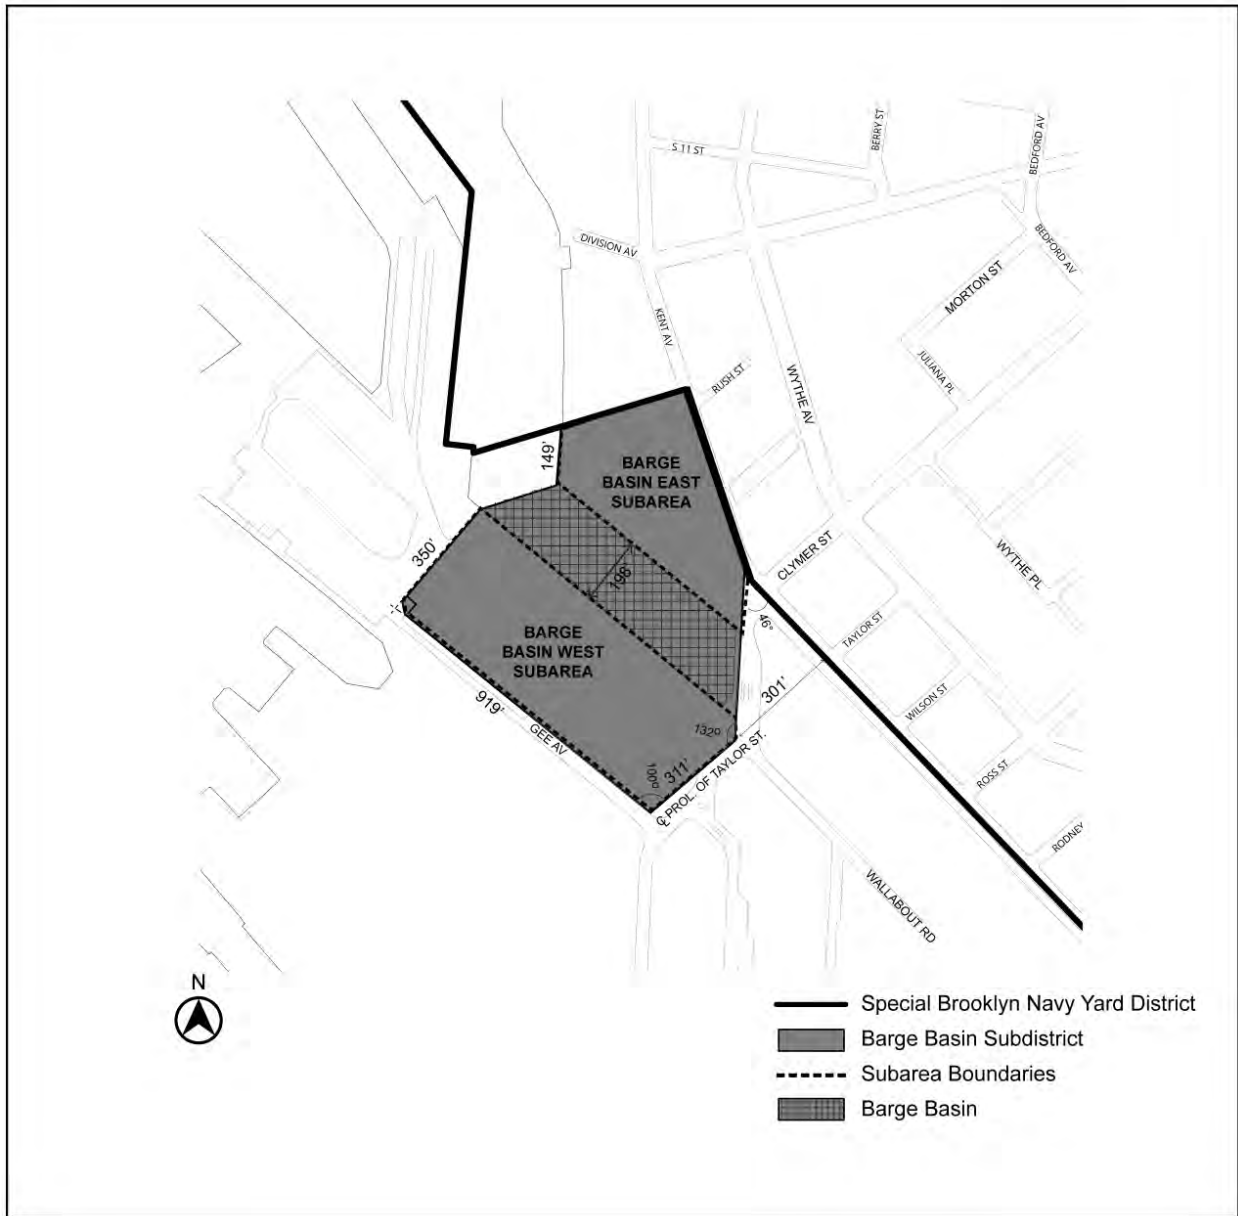 S 11 ST
BERRY ST
BEDFORD AV
DIVISION AV
BEDFORD AV
MORTON ST
KENT AV
RUSH ST
WYTHE AV
JULIANA PL
149'
BARGE
BASIN EAST
SUBAREA
350'
198'
CLYMER ST
WYTHE PL
46°
TAYLOR ST
BARGE
BASIN WEST
SUBAREA
301'
919'
GEE AV
132°
WILSON ST
100°
311'
℄ PROL. OF TAYLOR ST.
ROSS ST
RODNEY
WALLABOUT RD
N
Special Brooklyn Navy Yard District
Barge Basin Subdistrict
Subarea Boundaries
Barge Basin